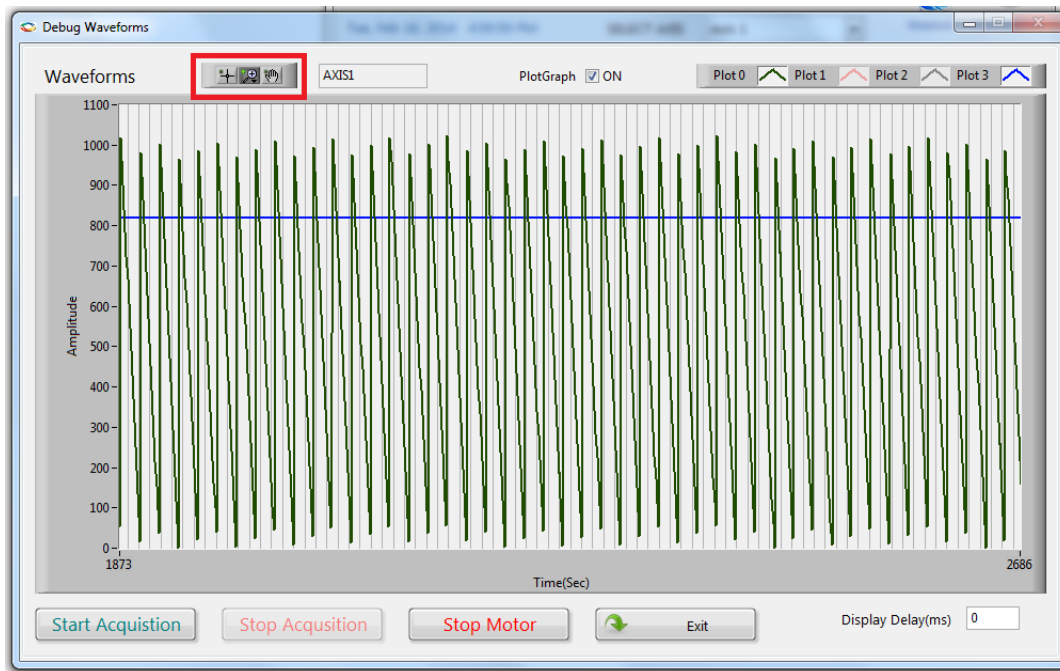 Debug Waveforms
Waveforms
AXIS1
PlotGraph ON
Plot 0 Plot 1 Plot 2 Plot 3
1100
1000
900
800
700
600
500
400
300
200
100
0
Amplitude
1873 2686
Time(Sec)
Start Acquistion
Stop Acqusition
Stop Motor
Exit
Display Delay(ms) 0